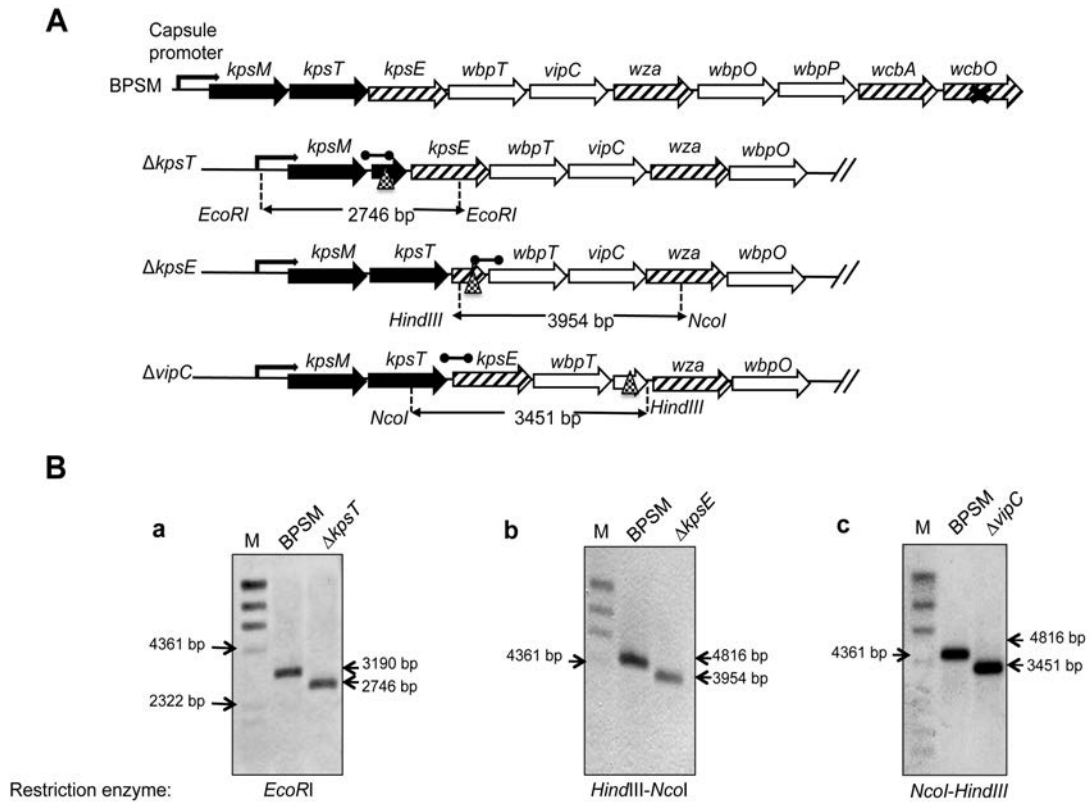 A
Capsule
promoter
BPSM kpsM kpsT kpsE wbpT vipC wza wbpO wbpP wcbA wcbO
ΔkpsT kpsM kpsE wbpT vipC wza wbpO
EcoRI 2746 bp EcoRI
ΔkpsE kpsM kpsT wbpT vipC wza wbpO
HindIII 3954 bp NcoI
ΔvipC kpsM kpsT kpsE wbpT wza wbpO
NcoI 3451 bp HindIII
B
a M BPSM ΔkpsT
4361 bp
2322 bp
3190 bp
2746 bp
b M BPSM ΔkpsE
4361 bp
4816 bp
3954 bp
c M BPSM ΔvipC
4361 bp
4816 bp
3451 bp
Restriction enzyme: EcoRI HindIII-NcoI NcoI-HindIII